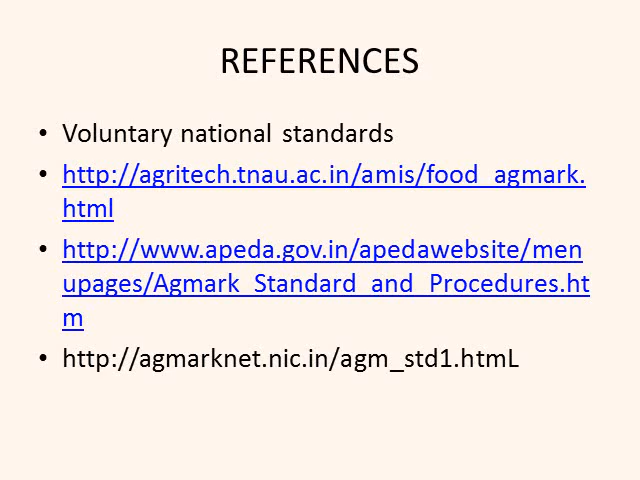 REFERENCES
• Voluntary national standards
• http://agritech.tnau.ac.in/amis/food_agmark.
html
• http://www.apeda.gov.in/apedawebsite/men
upages/Agmark_Standard_and_Procedures.ht
m
• http://agmarknet.nic.in/agm_std1.htmL